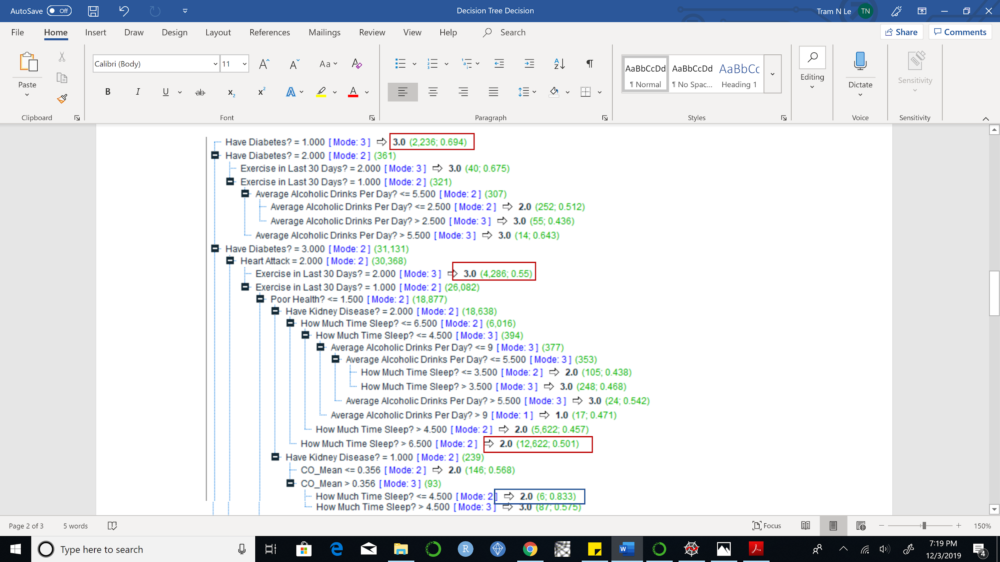 AutoSave Off Decision Tree Decision Tram N Le TN
File Home Insert Draw Design Layout References Mailings Review View Help Search Share Comments
Paste
Clipboard
Calibri (Body) 11
B I U ab x₂ x² A A
Font
Paragraph
AaBbCcDd AaBbCcDd AaBbCc
¶ Normal ¶ No Spac... Heading 1
Styles
Editing
Dictate
Voice
Sensitivity
Sensitivity
Have Diabetes? = 1.000 [ Mode: 3 ] ⇨ 3.0 (2,236; 0.694)
Have Diabetes? = 2.000 [ Mode: 2 ] (361)
Exercise in Last 30 Days? = 2.000 [ Mode: 3 ] ⇨ 3.0 (40; 0.675)
Exercise in Last 30 Days? = 1.000 [ Mode: 2 ] (321)
Average Alcoholic Drinks Per Day? <= 5.500 [ Mode: 2 ] (307)
Average Alcoholic Drinks Per Day? <= 2.500 [ Mode: 2 ] ⇨ 2.0 (252; 0.512)
Average Alcoholic Drinks Per Day? > 2.500 [ Mode: 3 ] ⇨ 3.0 (55; 0.436)
Average Alcoholic Drinks Per Day? > 5.500 [ Mode: 3 ] ⇨ 3.0 (14; 0.643)
Have Diabetes? = 3.000 [ Mode: 2 ] (31,131)
Heart Attack = 2.000 [ Mode: 2 ] (30,368)
Exercise in Last 30 Days? = 2.000 [ Mode: 3 ] ⇨ 3.0 (4,286; 0.55)
Exercise in Last 30 Days? = 1.000 [ Mode: 2 ] (26,082)
Poor Health? <= 1.500 [ Mode: 2 ] (18,877)
Have Kidney Disease? = 2.000 [ Mode: 2 ] (18,638)
How Much Time Sleep? <= 6.500 [ Mode: 2 ] (6,016)
How Much Time Sleep? <= 4.500 [ Mode: 3 ] (394)
Average Alcoholic Drinks Per Day? <= 9 [ Mode: 3 ] (377)
Average Alcoholic Drinks Per Day? <= 5.500 [ Mode: 3 ] (353)
How Much Time Sleep? <= 3.500 [ Mode: 2 ] ⇨ 2.0 (105; 0.438)
How Much Time Sleep? > 3.500 [ Mode: 3 ] ⇨ 3.0 (248; 0.468)
Average Alcoholic Drinks Per Day? > 5.500 [ Mode: 3 ] ⇨ 3.0 (24; 0.542)
Average Alcoholic Drinks Per Day? > 9 [ Mode: 1 ] ⇨ 1.0 (17; 0.471)
How Much Time Sleep? > 4.500 [ Mode: 2 ] ⇨ 2.0 (5,622; 0.457)
How Much Time Sleep? > 6.500 [ Mode: 2 ] ⇨ 2.0 (12,622; 0.501)
Have Kidney Disease? = 1.000 [ Mode: 2 ] (239)
CO_Mean <= 0.356 [ Mode: 2 ] ⇨ 2.0 (146; 0.568)
CO_Mean > 0.356 [ Mode: 3 ] (93)
How Much Time Sleep? <= 4.500 [ Mode: 2 ] ⇨ 2.0 (6; 0.833)
How Much Time Sleep? > 4.500 [ Mode: 3 ] ⇨ 3.0 (87; 0.575)
Page 2 of 3 5 words Focus 150%
Type here to search
7:19 PM
12/3/2019
4